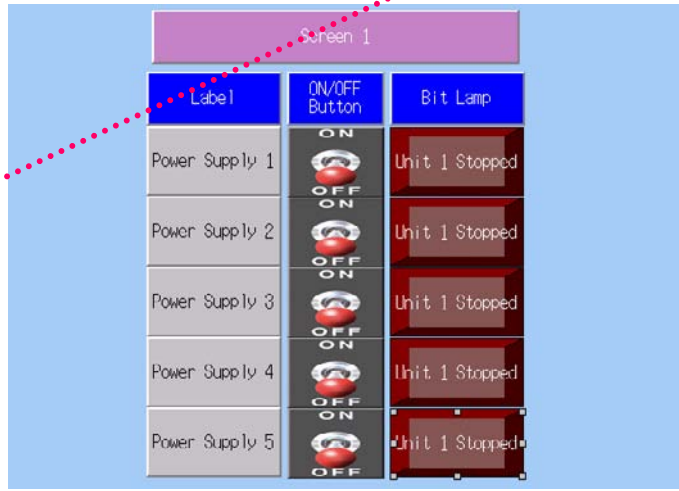 Screen 1
Label
ON/OFF
Button
Bit Lamp
Power Supply 1
ON
OFF
Unit 1 Stopped
Power Supply 2
ON
OFF
Unit 1 Stopped
Power Supply 3
ON
OFF
Unit 1 Stopped
Power Supply 4
ON
OFF
Unit 1 Stopped
Power Supply 5
ON
OFF
Unit 1 Stopped